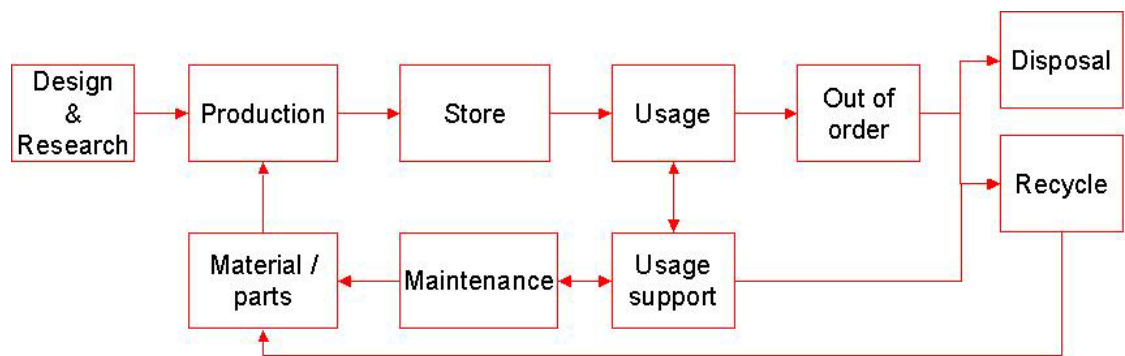 Design
&
Research
Production
Store
Usage
Out of
order
Disposal
Recycle
Material /
parts
Maintenance
Usage
support